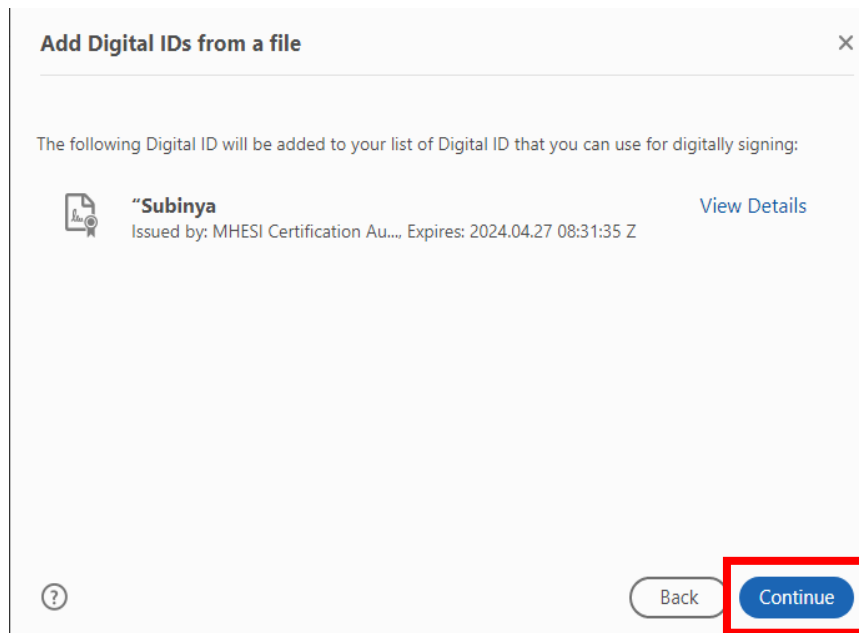 Add Digital IDs from a file
The following Digital ID will be added to your list of Digital ID that you can use for digitally signing:
“Subinya
View Details
Issued by: MHESI Certification Au..., Expires: 2024.04.27 08:31:35 Z
?
Back
Continue